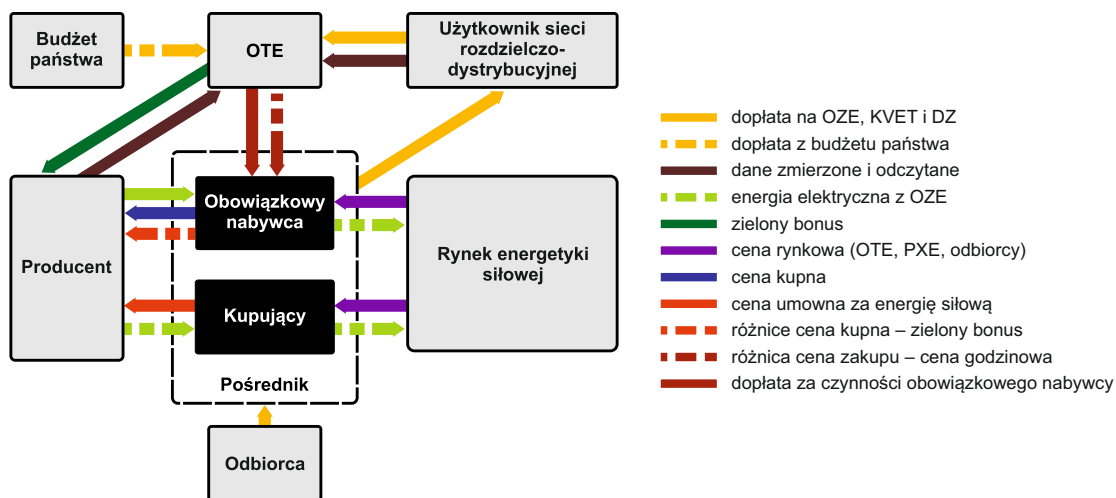 Budżet
państwa
OTE
Użytkownik sieci
rozdzielczo-
dystrybucyjnej
Producent
Obowiązkowy
nabywca
Kupujący
Pośrednik
Rynek energetyki
siłowej
Odbiorca
dopłata na OZE, KVET i DZ
dopłata z budżetu państwa
dane zmierzone i odczytane
energia elektryczna z OZE
zielony bonus
cena rynkowa (OTE, PXE, odbiorcy)
cena kupna
cena umowna za energię siłową
różnice cena kupna – zielony bonus
różnica cena zakupu – cena godzinowa
dopłata za czynności obowiązkowego nabywcy